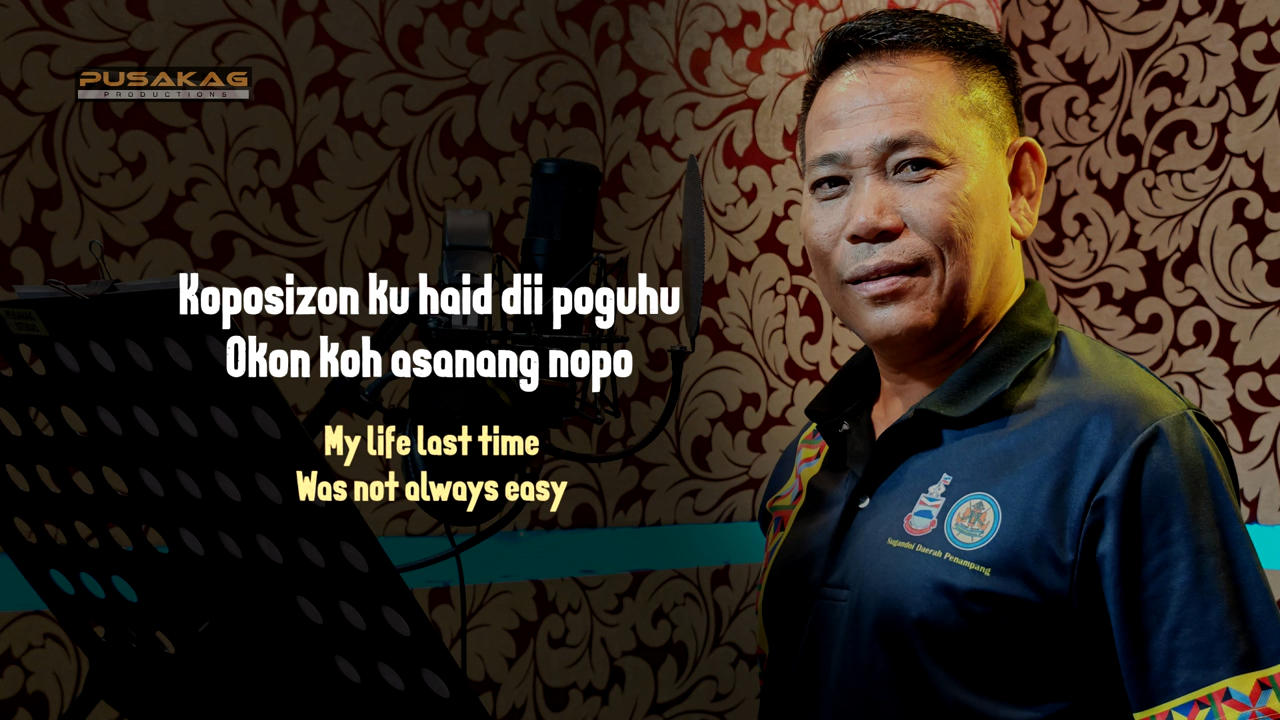 PUSAKAG
PRODUCTIONS
Koposizon ku haid dii poguhu
Okon koh asanang nopo
My life last time
Was not always easy
Sugandoi Daerah Penampang